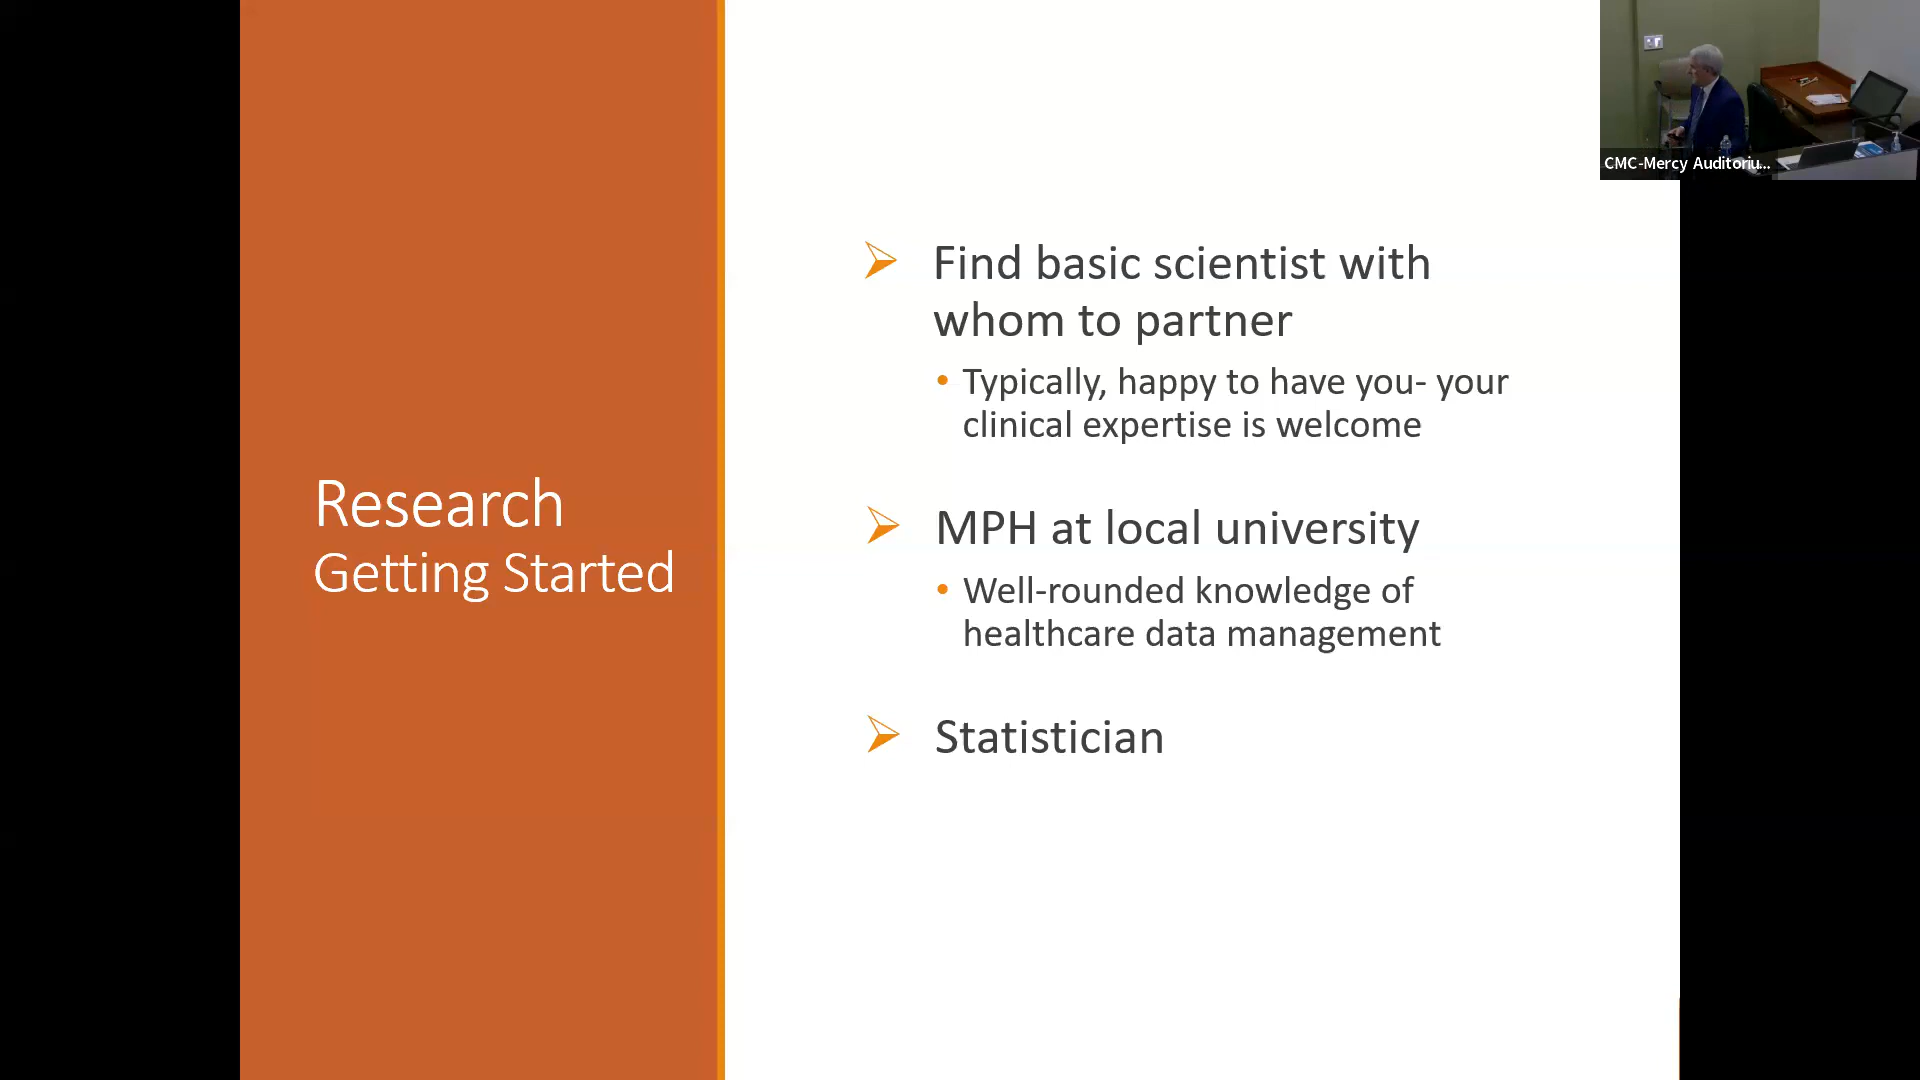 Research
Getting Started
Find basic scientist with
whom to partner
Typically, happy to have you- your
clinical expertise is welcome
MPH at local university
Well-rounded knowledge of
healthcare data management
Statistician
CMC-Mercy Auditoriu...